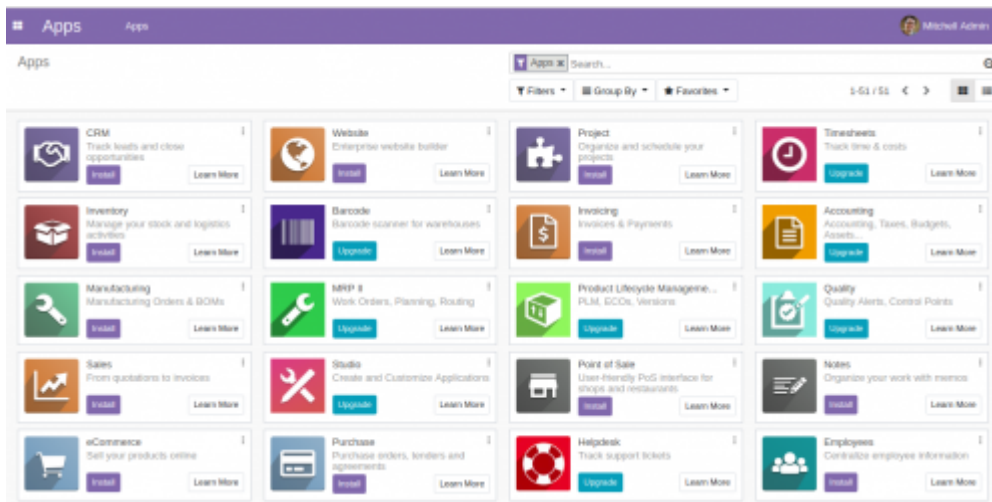 Apps
Apps
Mitchell Admin
Apps
Apps × Search...
Filters
Group By
Favorites
1-51 / 51
CRM
Track leads and close
opportunities
Install
Learn More
Website
Enterprise website builder
Install
Learn More
Project
Organize and schedule your
projects
Install
Learn More
Timesheets
Track time & costs
Upgrade
Learn More
Inventory
Manage your stock and logistics
activities
Install
Learn More
Barcode
Barcode scanner for warehouses
Upgrade
Learn More
Invoicing
Invoices & Payments
Install
Learn More
Accounting
Accounting, Taxes, Budgets,
Assets...
Upgrade
Learn More
Manufacturing
Manufacturing Orders & BOMs
Install
Learn More
MRP II
Work Orders, Planning, Routing
Upgrade
Learn More
Product Lifecycle Manageme...
PLM, ECOs, Versions
Upgrade
Learn More
Quality
Quality Alerts, Control Points
Upgrade
Learn More
Sales
From quotations to invoices
Install
Learn More
Studio
Create and Customize Applications
Upgrade
Learn More
Point of Sale
User-friendly PoS interface for
shops and restaurants
Install
Learn More
Notes
Organize your work with memos
Install
Learn More
eCommerce
Sell your products online
Install
Learn More
Purchase
Purchase orders, tenders and
agreements
Install
Learn More
Helpdesk
Track support tickets
Upgrade
Learn More
Employees
Centralize employee information
Install
Learn More